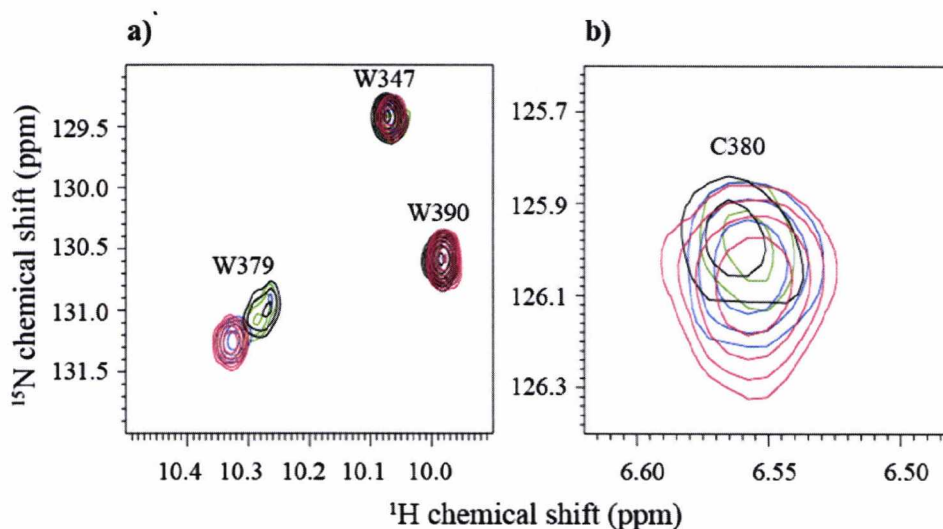 a)
b)
W347
W390
W379
129.5
130.0
130.5
131.0
131.5
10.4 10.3 10.2 10.1 10.0
¹⁵N chemical shift (ppm)
C380
125.7
125.9
126.1
126.3
6.60 6.55 6.50
¹H chemical shift (ppm)